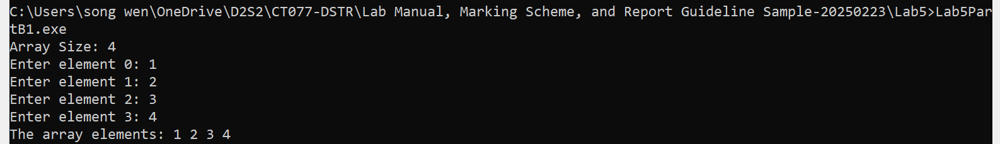 C:\Users\song wen\OneDrive\D2S2\CT077-DSTR\Lab Manual, Marking Scheme, and Report Guideline Sample-20250223\Lab5>Lab5Par
tB1.exe
Array Size: 4
Enter element 0: 1
Enter element 1: 2
Enter element 2: 3
Enter element 3: 4
The array elements: 1 2 3 4